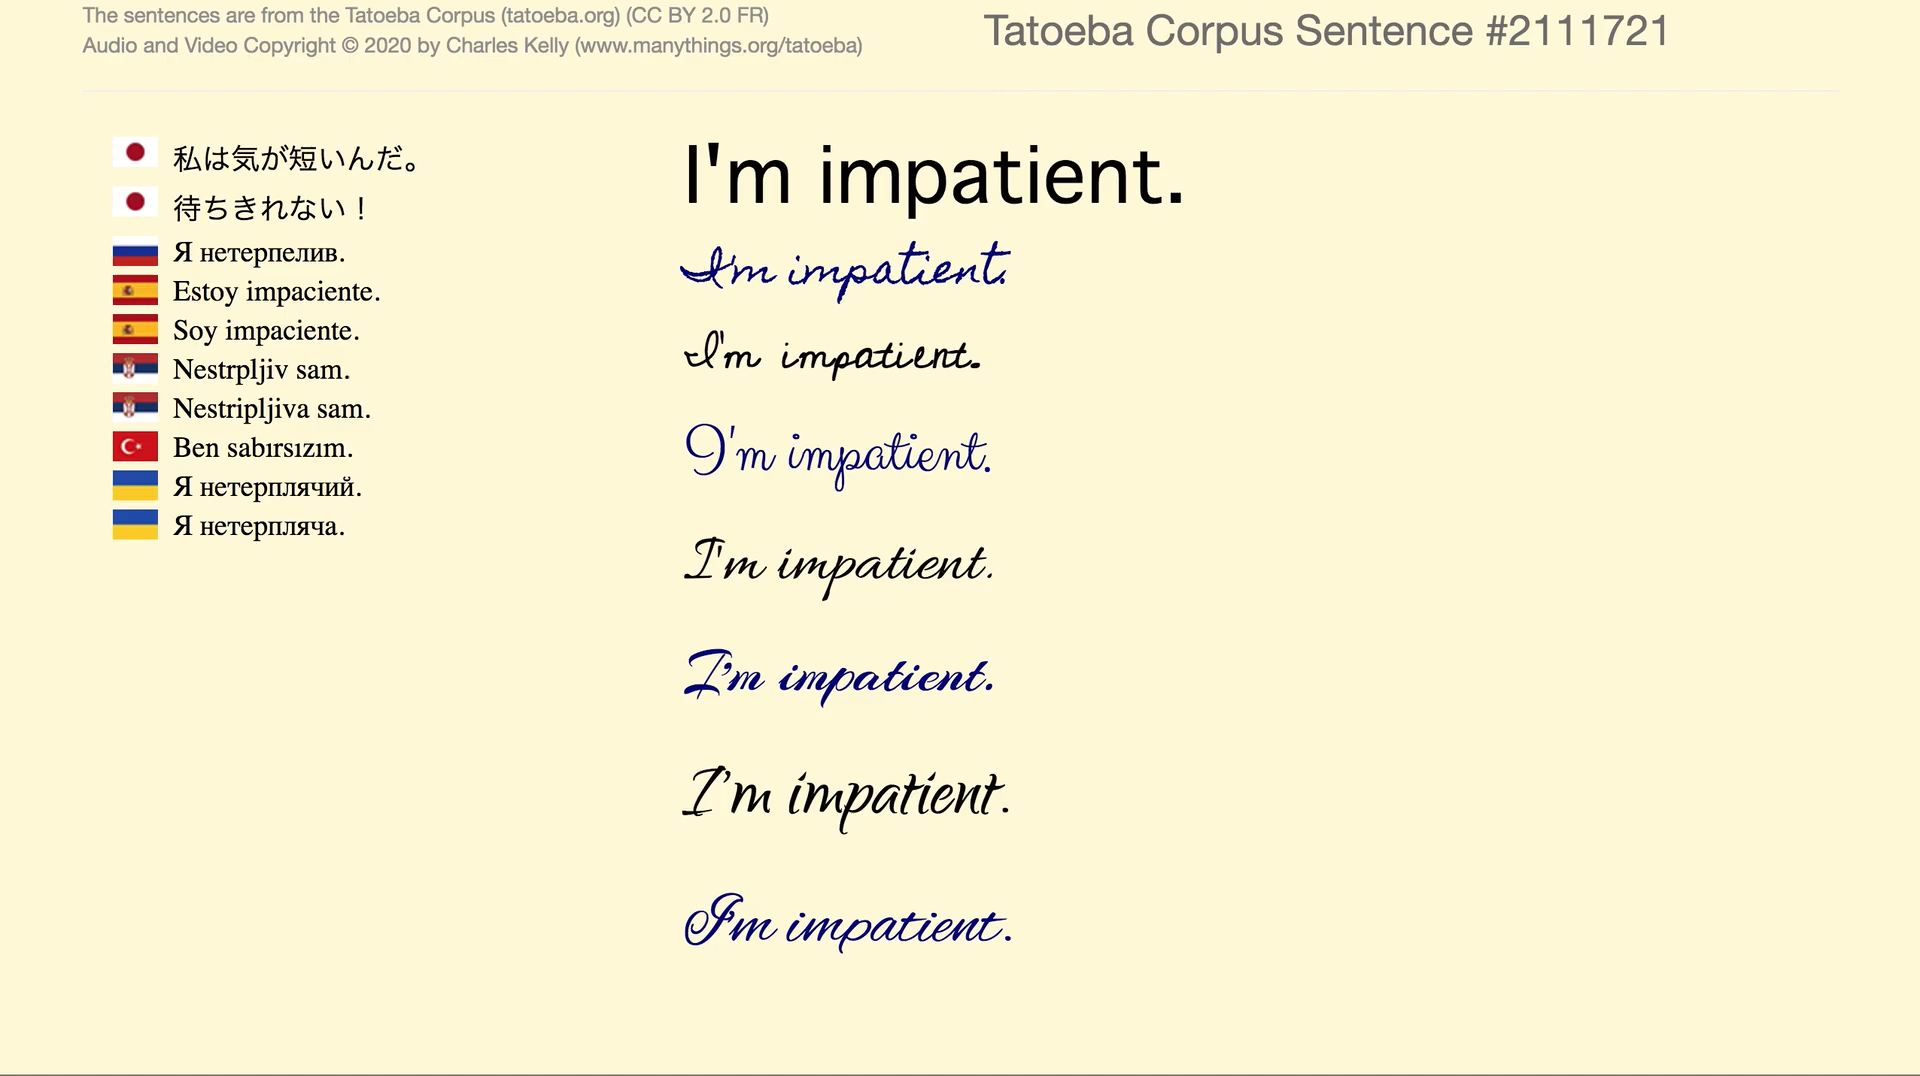 The sentences are from the Tatoeba Corpus (tatoeba.org) (CC BY 2.0 FR)
Audio and Video Copyright © 2020 by Charles Kelly (www.manythings.org/tatoeba)
Tatoeba Corpus Sentence #2111721
私は気が短いんだ。
待ちきれない！
Я нетерпелив.
Estoy impaciente.
Soy impaciente.
Nestrpljiv sam.
Nestripljiva sam.
Ben sabırsızım.
Я нетерплячий.
Я нетерпляча.
I'm impatient.
I'm impatient.
I'm impatient.
I'm impatient.
I'm impatient.
I'm impatient.
I'm impatient.
I'm impatient.